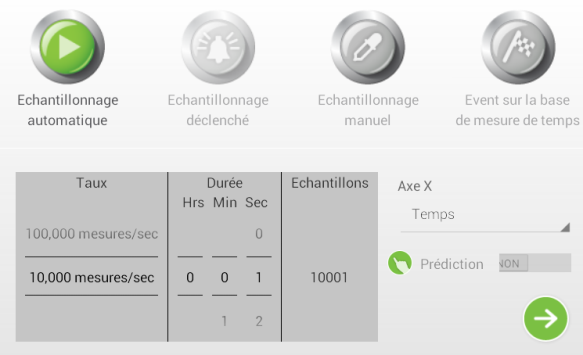 Echantillonnage automatique
Echantillonnage déclenché
Echantillonnage manuel
Event sur la base de mesure de temps
Taux
Durée
Echantillons
Hrs Min Sec
100,000 mesures/sec
0
10,000 mesures/sec
0 0 1
10001
1 2
Axe X
Temps
Prédiction
NON